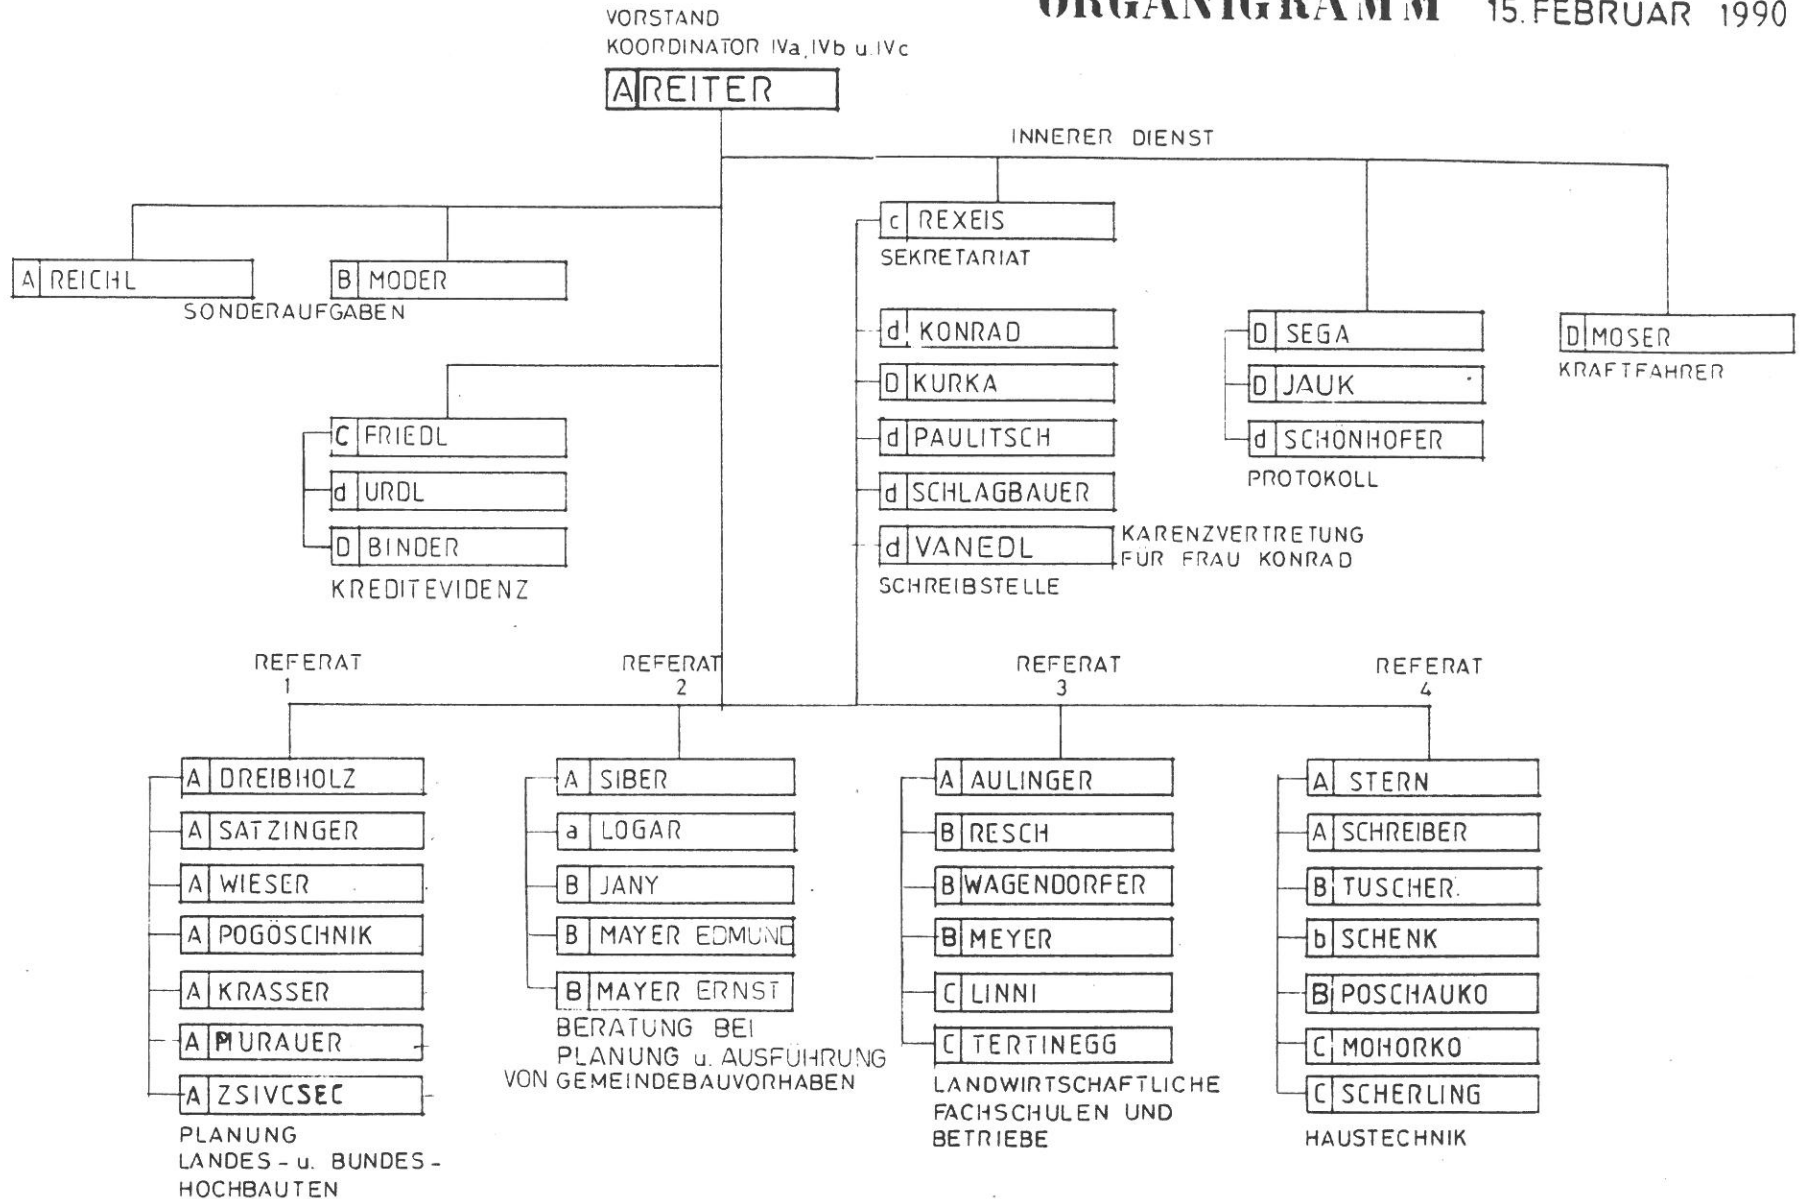 ORGANIGRAMM 15. FEBRUAR 1990
VORSTAND
KOORDINATOR IVa, IVb u. IVc
A REITER
INNERER DIENST
A REICHL
B MODER
SONDERAUFGABEN
C FRIEDL
d URDL
D BINDER
KREDITEVIDENZ
c REXEIS
SEKRETARIAT
d KONRAD
D KURKA
d PAULITSCH
d SCHLAGBAUER
d VANEDL
KARENZVERTRETUNG
FÜR FRAU KONRAD
SCHREIBSTELLE
D SEGA
D JAUK
d SCHÖNHOFER
PROTOKOLL
D MOSER
KRAFTFAHRER
REFERAT
1
A DREIBHOLZ
A SATZINGER
A WIESER
A POGÖSCHNIK
A KRASSER
A MURAUER
A ZSIVCSEC
PLANUNG
LANDES- u. BUNDES-
HOCHBAUTEN
REFERAT
2
A SIBER
a LOGAR
B JANY
B MAYER EDMUND
B MAYER ERNST
BERATUNG BEI
PLANUNG u. AUSFÜHRUNG
VON GEMEINDEBAUVORHABEN
REFERAT
3
A AULINGER
B RESCH
B WAGENDORFER
B MEYER
C LINNI
C TERTINEGG
LANDWIRTSCHAFTLICHE
FACHSCHULEN UND
BETRIEBE
REFERAT
4
A STERN
A SCHREIBER
B TUSCHER
b SCHENK
B POSCHAUKO
C MOHORKO
C SCHERLING
HAUSTECHNIK